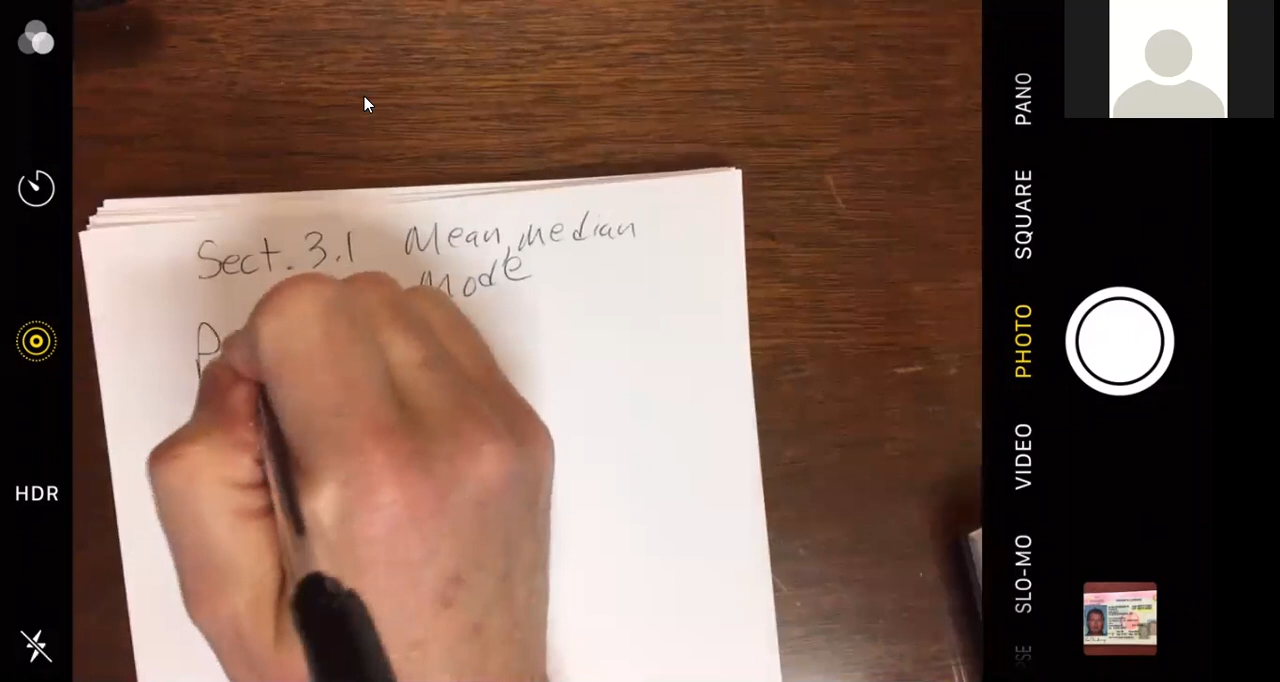 Sect. 3.1 Mean, median
Mode
P
HDR
PANO
SQUARE
PHOTO
VIDEO
SLO-MO